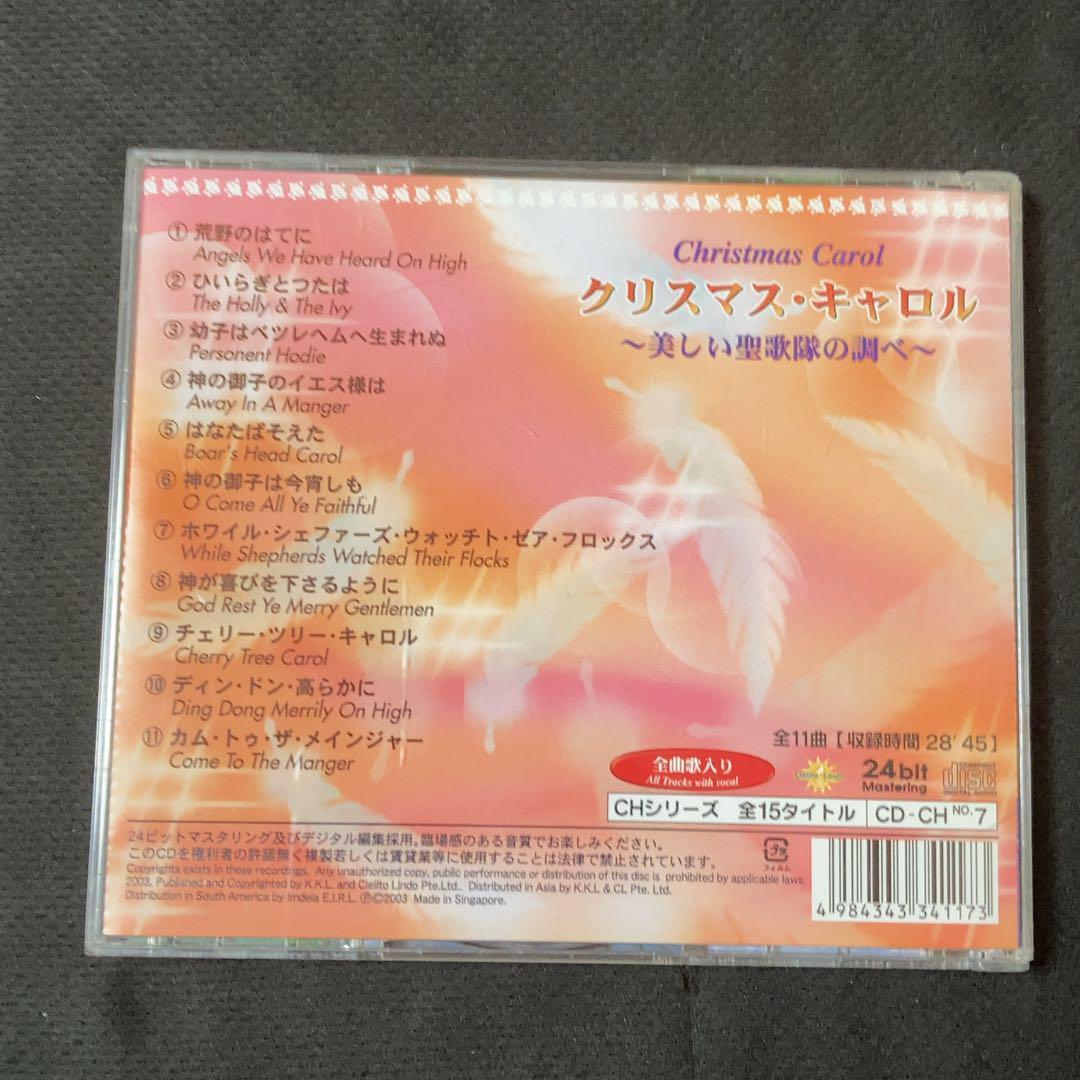 Christmas Carol
クリスマス・キャロル
～美しい聖歌隊の調べ～
① 荒野のはてに
Angels We Have Heard On High
② ひいらぎとつたは
The Holly & The Ivy
③ 幼子はベツレヘムへ生まれぬ
Personent Hodie
④ 神の御子のイエス様は
Away In A Manger
⑤ はなたばそえた
Boar's Head Carol
⑥ 神の御子は今宵しも
O Come All Ye Faithful
⑦ ホワイル・シェファーズ・ウォッチト・ゼア・フロックス
While Shepherds Watched Their Flocks
⑧ 神が喜びを下さるように
God Rest Ye Merry Gentlemen
⑨ チェリー・ツリー・キャロル
Cherry Tree Carol
⑩ ディン・ドン・高らかに
Ding Dong Merrily On High
⑪ カム・トゥ・ザ・メインジャー
Come To The Manger
全11曲【収録時間 28'45】
全曲歌入り
All Tracks with vocal
24bit
Mastering
COMPACT
disc
DIGITAL AUDIO
CHシリーズ 全15タイトル
CD-CH NO.7
24ビットマスタリング及びデジタル編集採用。臨場感のある音質でお楽しみください。
このCDを権利者の許諾無く複製若しくは賃貸業等に使用することは法律で禁止されています。
Copyrights exists in these recordings. Any unauthorized copy, public performance or distribution of this disc is prohibited by applicable laws.
2003, Published and Copyrighted by K.K.L. and Cielito Lindo Pte.Ltd.. Distributed in Asia by K.K.L & CL Pte. Ltd.
Distribution in South America by Imdela E.I.R.L. ⓅⒸ2003 Made in Singapore.
プラ
フィルム
4 984343 341173